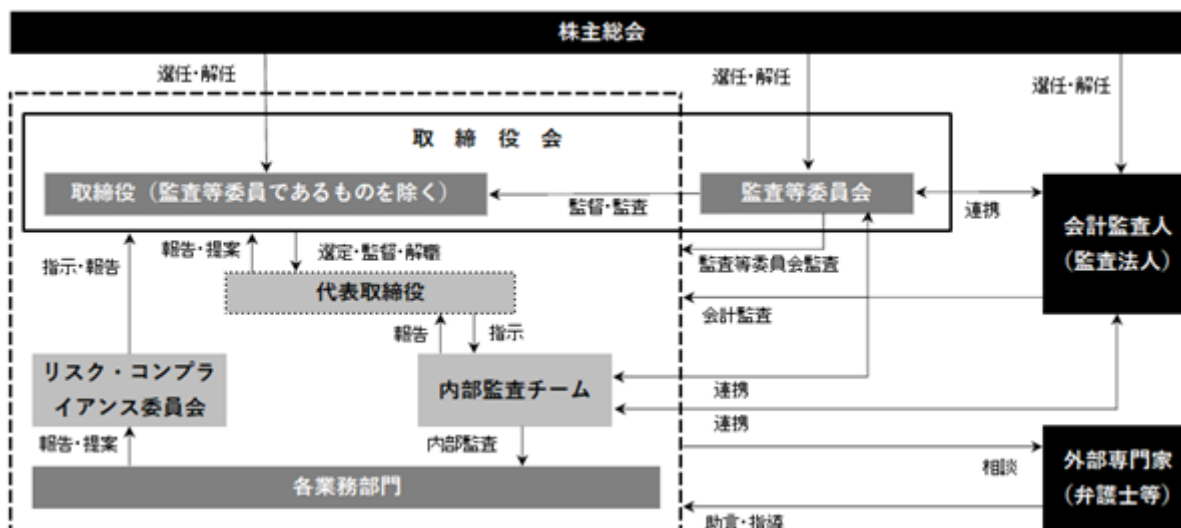 株主総会
選任・解任
選任・解任
選任・解任
取締役会
取締役（監査等委員であるものを除く）
監督・監査
監査等委員会
連携
会計監査人
（監査法人）
指示・報告
報告・提案
選定・監督・解職
監査等委員会監査
代表取締役
会計監査
報告
指示
リスク・コンプラ
イアンス委員会
内部監査チーム
連携
連携
報告・提案
内部監査
相談
外部専門家
（弁護士等）
各業務部門
助言・指導